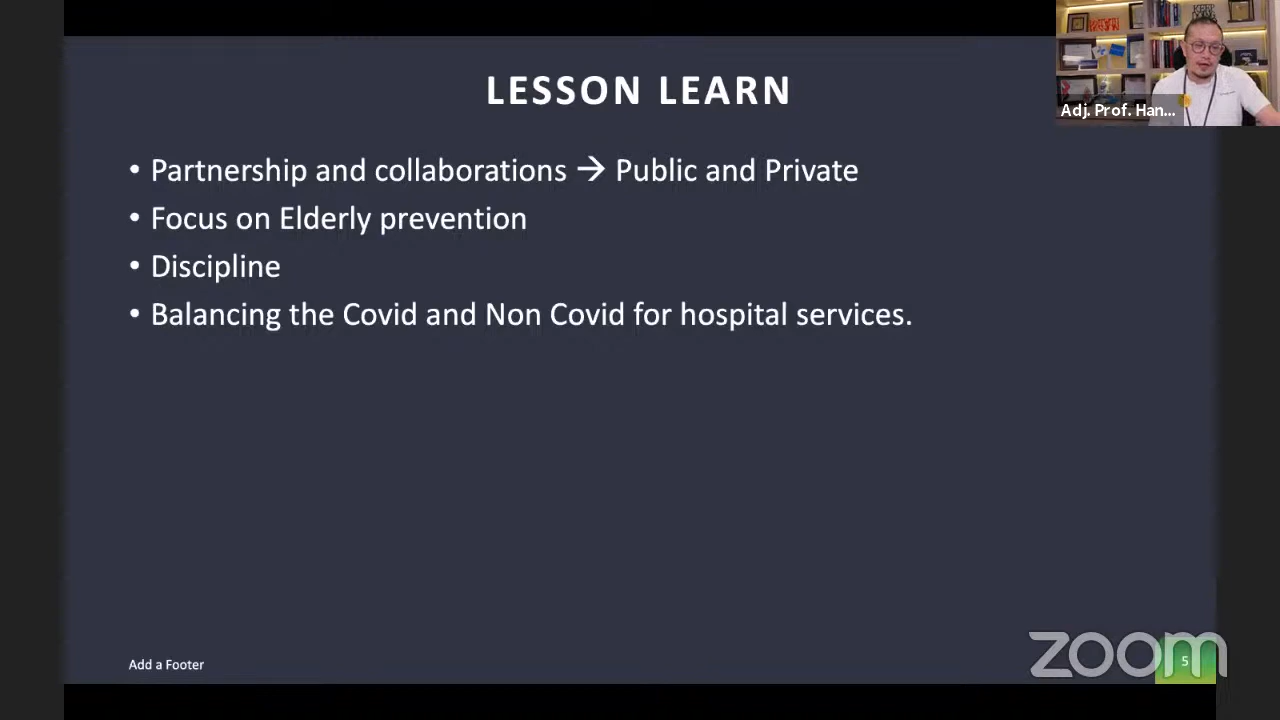 LESSON LEARN
Adj. Prof. Han...
• Partnership and collaborations → Public and Private
• Focus on Elderly prevention
• Discipline
• Balancing the Covid and Non Covid for hospital services.
Add a Footer
zoom
5